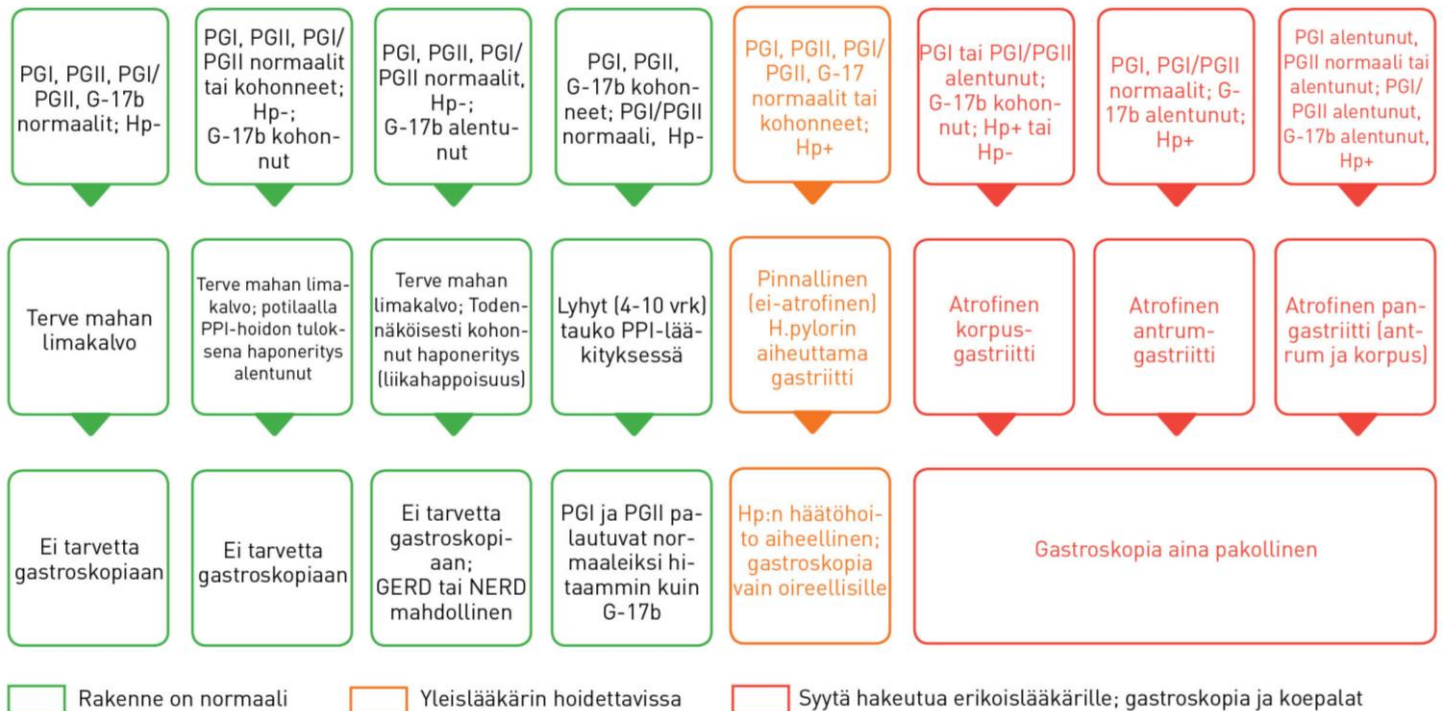 PGI, PGII, PGI/
PGII, G-17b
normaalit; Hp-
PGI, PGII, PGI/
PGII normaalit
tai kohonneet;
Hp-;
G-17b kohon-
nut
PGI, PGII, PGI/
PGII normaalit,
Hp-;
G-17b alentu-
nut
PGI, PGII,
G-17b kohon-
neet; PGI/PGII
normaali, Hp-
PGI, PGII, PGI/
PGII, G-17
normaalit tai
kohonneet;
Hp+
PGI tai PGI/PGII
alentunut;
G-17b kohon-
nut; Hp+ tai
Hp-
PGI, PGI/PGII
normaalit; G-
17b alentunut;
Hp+
PGI alentunut,
PGII normaali tai
alentunut; PGI/
PGII alentunut,
G-17b alentunut,
Hp+
Terve mahan
limakalvo
Terve mahan lima-
kalvo; potilaalla
PPI-hoidon tulok-
sena haponeritys
alentunut
Terve mahan
limakalvo; Toden-
näköisesti kohon-
nut haponeritys
(liikahappoisuus)
Lyhyt (4-10 vrk)
tauko PPI-lää-
kityksessä
Pinnallinen
(ei-atrofinen)
H.pylorin
aiheuttama
gastriitti
Atrofinen
korpus-
gastriitti
Atrofinen
antrum-
gastriitti
Atrofinen pan-
gastriitti (ant-
rum ja korpus)
Ei tarvetta
gastroskopiaan
Ei tarvetta
gastroskopiaan
Ei tarvetta
gastroskopi-
aan;
GERD tai NERD
mahdollinen
PGI ja PGII pa-
lautuvat nor-
maaleiksi hi-
taammin kuin
G-17b
Hp:n häätöhoi-
to aiheellinen;
gastroskopia
vain oireellisille
Gastroskopia aina pakollinen
Rakenne on normaali
Yleislääkärin hoidettavissa
Syytä hakeutua erikoislääkärille; gastroskopia ja koepalat